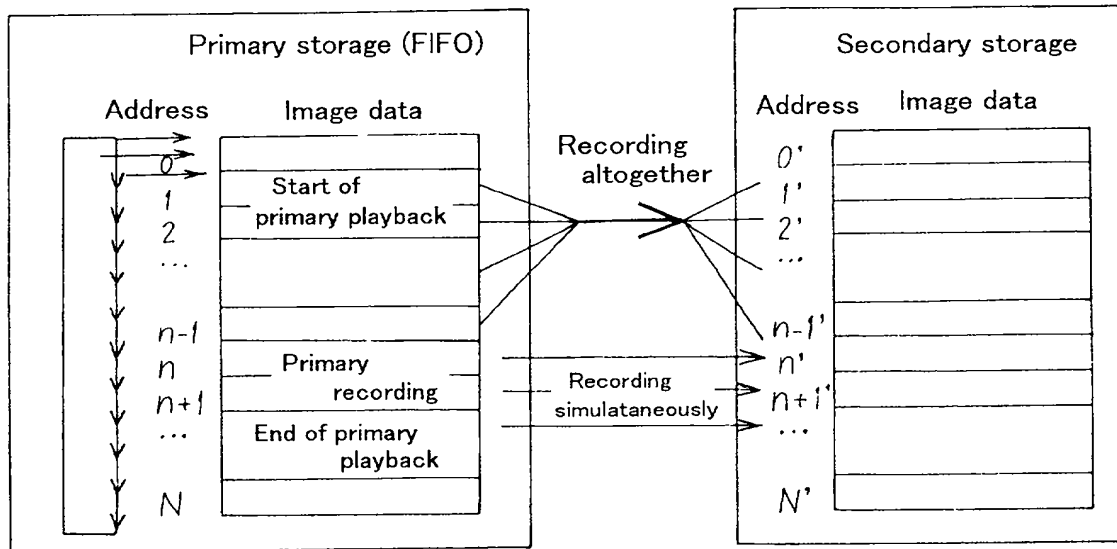 Primary storage (FIFO)
Address
Image data
0
1
2
...
n-1
n
n+1
...
N
Start of
primary playback
Primary
recording
End of primary
playback
Recording
altogether
Recording
simulataneously
Secondary storage
Address
Image data
0'
1'
2'
...
n-1'
n'
n+1'
...
N'